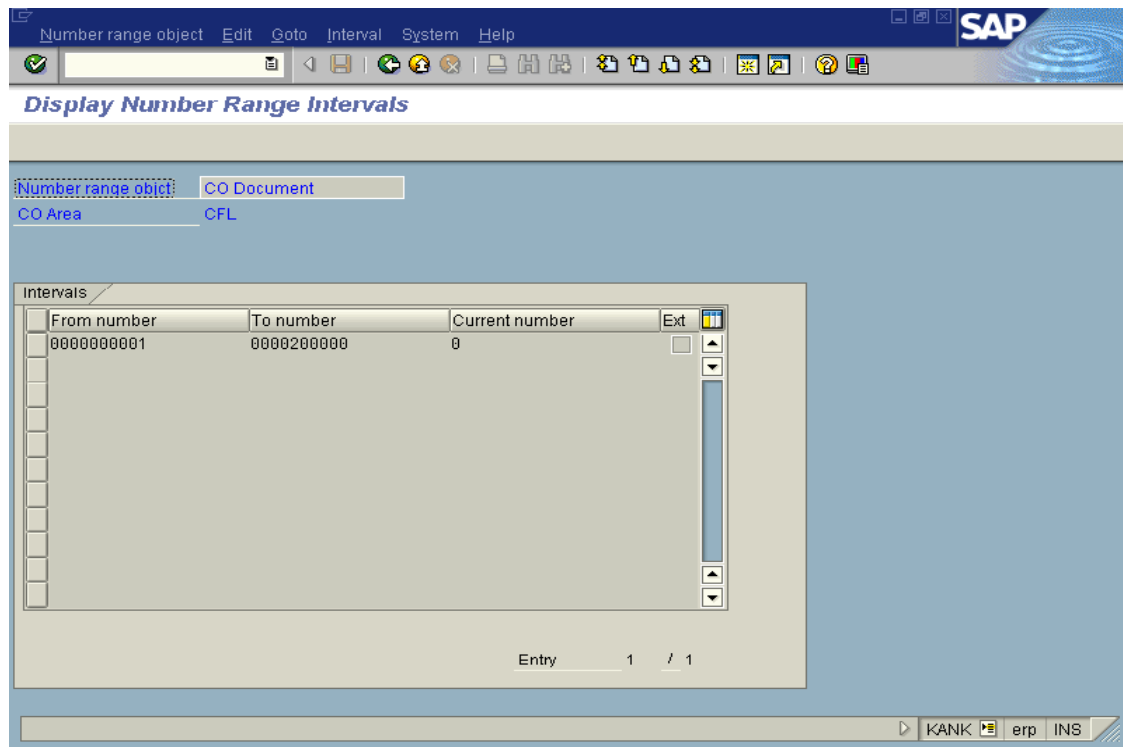 Number range object Edit Goto Interval System Help
SAP
Display Number Range Intervals
Number range objct CO Document
CO Area CFL
Intervals
From number To number Current number Ext
0000000001 0000200000 0
Entry 1 / 1
KANK erp INS